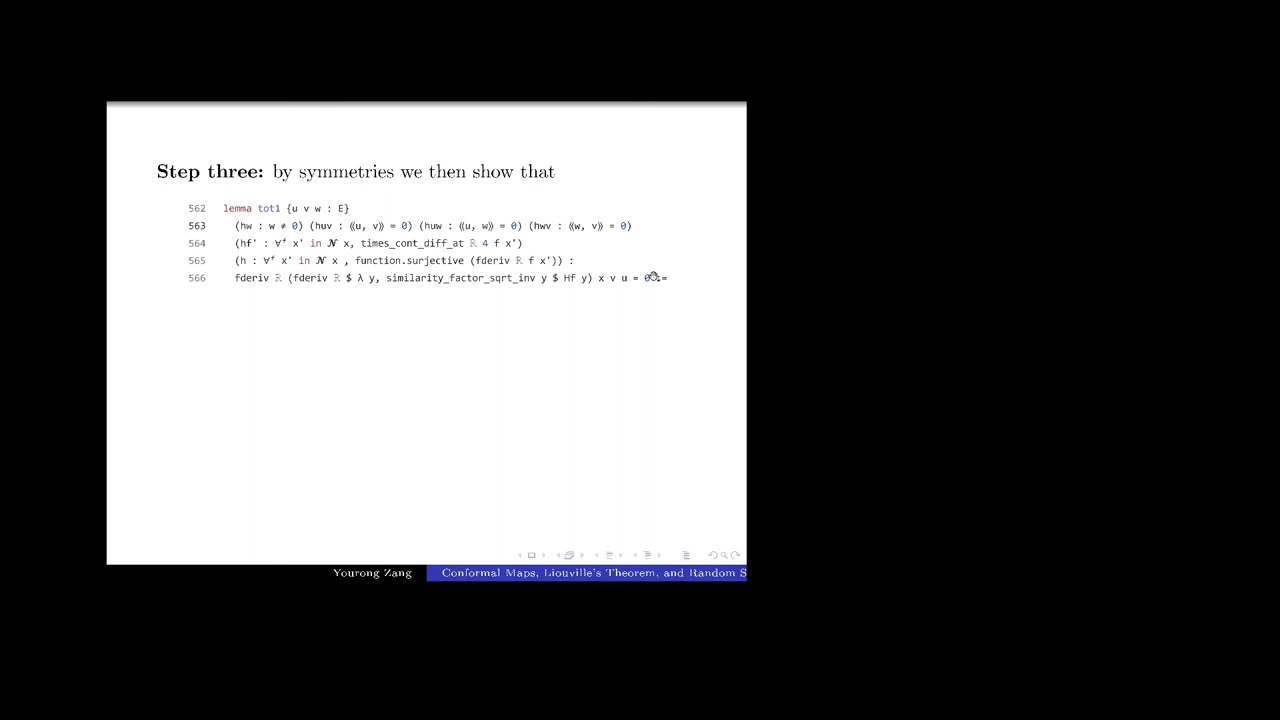 Step three: by symmetries we then show that
562 lemma tot1 {u v w : E}
563 (hw : w ≠ 0) (huv : ⟪u, v⟫ = 0) (huw : ⟪u, w⟫ = 0) (hwv : ⟪w, v⟫ = 0)
564 (hf' : ∀ᶠ x' in 𝓝 x, times_cont_diff_at ℝ 4 f x')
565 (h : ∀ᶠ x' in 𝓝 x , function.surjective (fderiv ℝ f x')) :
566 fderiv ℝ (fderiv ℝ $ λ y, similarity_factor_sqrt_inv y $ Hf y) x v u = 0 :=
Yourong Zang
Conformal Maps, Liouville's Theorem, and Random S